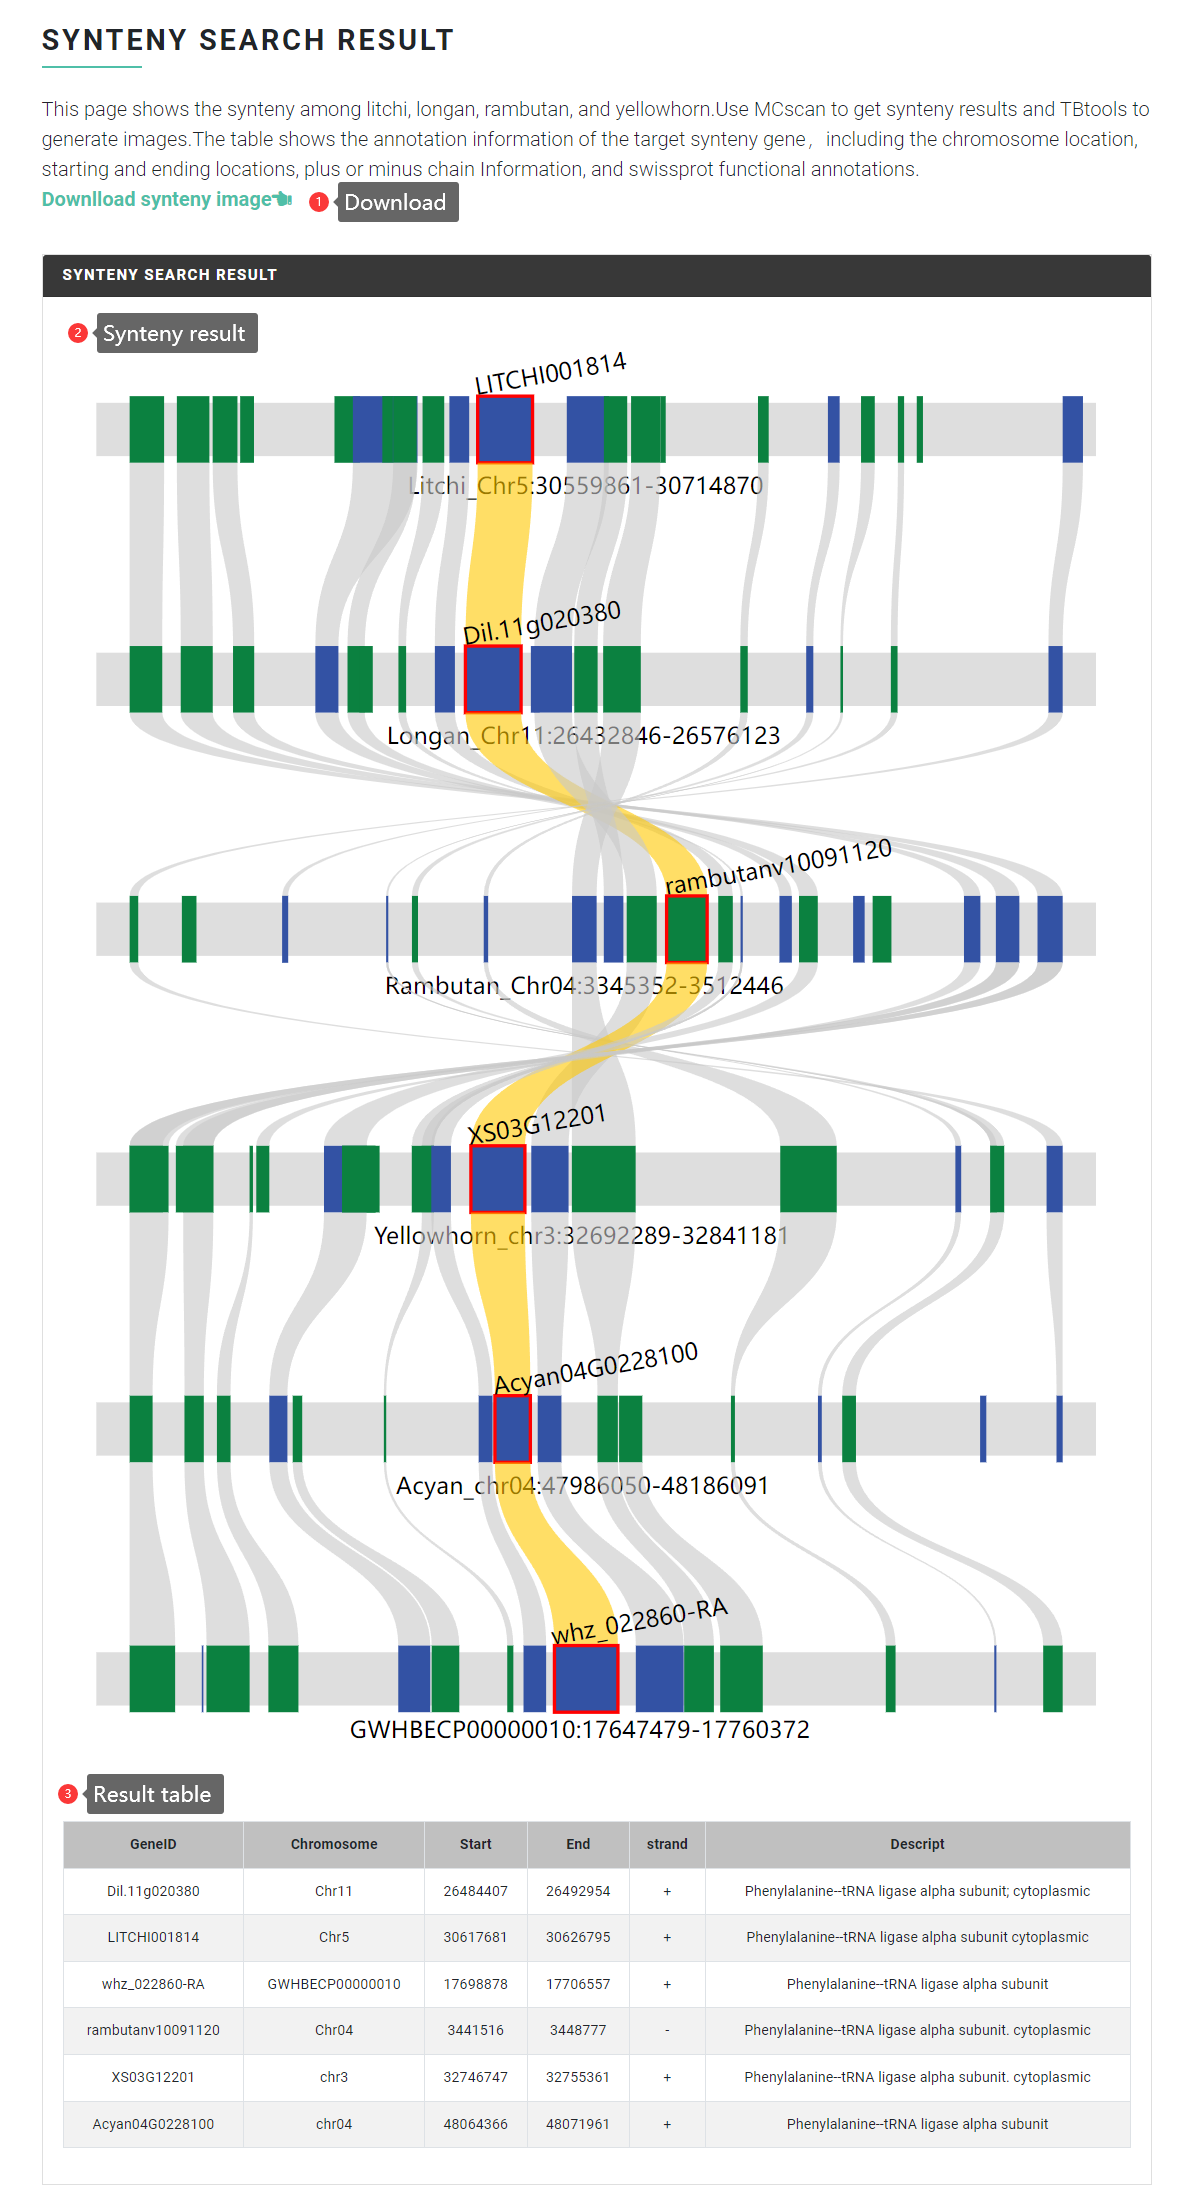 SYNTENY SEARCH RESULT
This page shows the synteny among litchi, longan, rambutan, and yellowhorn.Use MCscan to get synteny results and TBtools to
generate images.The table shows the annotation information of the target synteny gene， including the chromosome location,
starting and ending locations, plus or minus chain Information, and swissprot functional annotations.
Downlload synteny image 1 Download
SYNTENY SEARCH RESULT
2 Synteny result
LITCHI001814
Litchi_Chr5:30559861-30714870
Dil.11g020380
Longan_Chr11:26432846-26576123
rambutanv10091120
Rambutan_Chr04:3345352-3512446
XS03G12201
Yellowhorn_chr3:32692289-32841181
Acyan04G0228100
Acyan_chr04:47986050-48186091
whz_022860-RA
GWHBECP00000010:17647479-17760372
3 Result table
GeneID Chromosome Start End strand Descript
Dil.11g020380 Chr11 26484407 26492954 + Phenylalanine--tRNA ligase alpha subunit; cytoplasmic
LITCHI001814 Chr5 30617681 30626795 + Phenylalanine--tRNA ligase alpha subunit cytoplasmic
whz_022860-RA GWHBECP00000010 17698878 17706557 + Phenylalanine--tRNA ligase alpha subunit
rambutanv10091120 Chr04 3441516 3448777 - Phenylalanine--tRNA ligase alpha subunit. cytoplasmic
XS03G12201 chr3 32746747 32755361 + Phenylalanine--tRNA ligase alpha subunit. cytoplasmic
Acyan04G0228100 chr04 48064366 48071961 + Phenylalanine--tRNA ligase alpha subunit